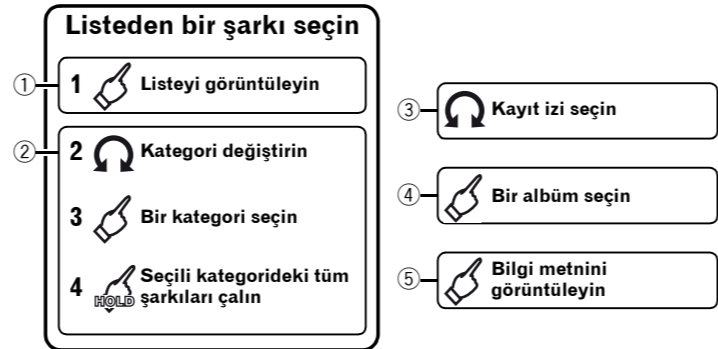 Listeden bir şarkı seçin
① 1 Listeyi görüntüleyin
② 2 Kategori değiştirin
3 Bir kategori seçin
4 HOLD Seçili kategorideki tüm
şarkıları çalın
③ Kayıt izi seçin
④ Bir albüm seçin
⑤ Bilgi metnini
görüntüleyin